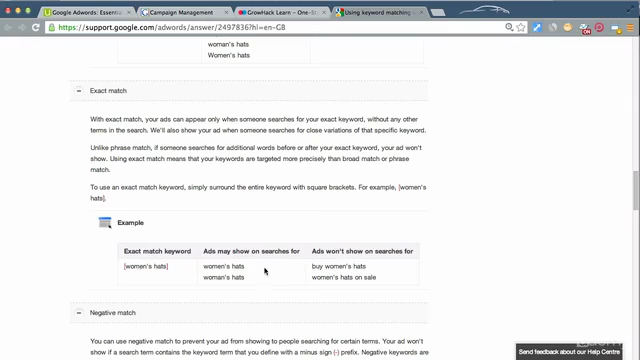 Google Adwords: Essential
Campaign Management
GrowHack Learn – One-St
Using keyword matching o
https://support.google.com/adwords/answer/2497836?hl=en-GB
woman's hats
Women's hats
Exact match
With exact match, your ads can appear only when someone searches for your exact keyword, without any other
terms in the search. We'll also show your ad when someone searches for close variations of that specific keyword.
Unlike phrase match, if someone searches for additional words before or after your exact keyword, your ad won't
show. Using exact match means that your keywords are targeted more precisely than broad match or phrase
match.
To use an exact match keyword, simply surround the entire keyword with square brackets. For example, [women's
hats].
Example
Exact match keyword Ads may show on searches for Ads won't show on searches for
[women's hats] women's hats buy women's hats
woman's hats women's hats on sale
Negative match
You can use negative match to prevent your ad from showing to people searching for certain terms. Your ad won't
show if a search term contains the keyword term that you define with a minus sign (-) prefix. Negative keywords are
Send feedback about our Help Centre